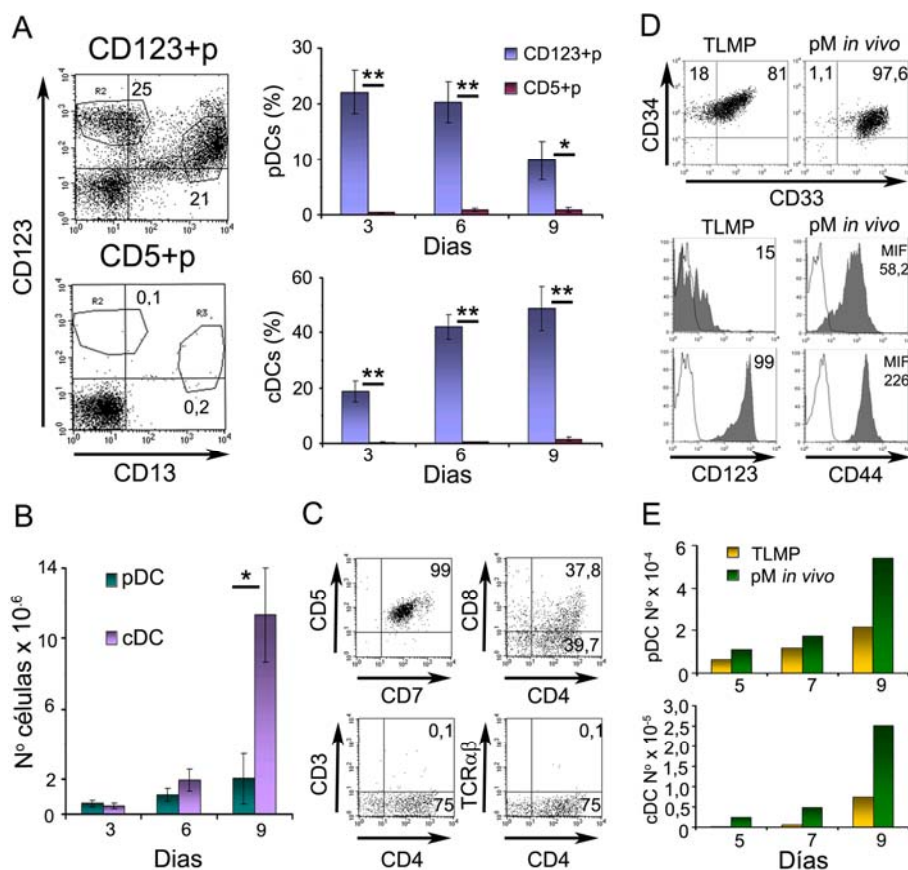 A
CD123+p
R2
25
21
CD123
CD5+p
R2
0,1
R3
0,2
CD13
CD123+p
CD5+p
pDCs (%)
30
20
10
0
** ** *
3 6 9
Dias
cDCs (%)
60
40
20
0
** ** **
3 6 9
Dias
D
TLMP
pM in vivo
18 81
1,1 97,6
CD34
CD33
TLMP
pM in vivo
15
MIF
58,2
99
MIF
226
CD123
CD44
B
pDC
cDC
*
Nº células x 10-6
14
10
6
2
0
3 6 9
Dias
C
CD5
99
CD7
CD8
37,8
39,7
CD4
CD3
0,1
75
CD4
TCRαβ
0,1
75
CD4
E
TLMP
pM in vivo
pDC Nº x 10-4
6
4
2
0
5 7 9
cDC Nº x 10-5
3,0
2,5
1,5
0,5
0
5 7 9
Días